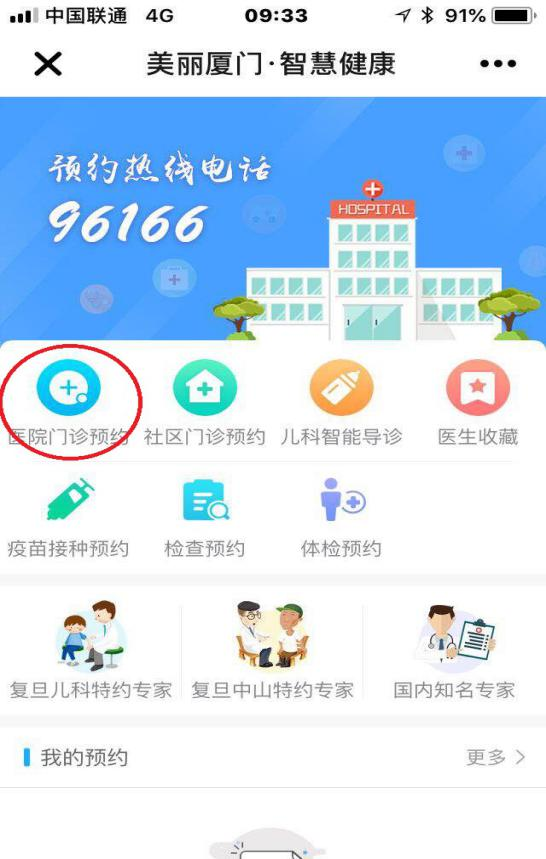 中国联通 4G 09:33 91%
美丽厦门·智慧健康
预约热线电话
96166
HOSPITAL
医院门诊预约 社区门诊预约 儿科智能导诊 医生收藏
疫苗接种预约 检查预约 体检预约
复旦儿科特约专家 复旦中山特约专家 国内知名专家
我的预约 更多